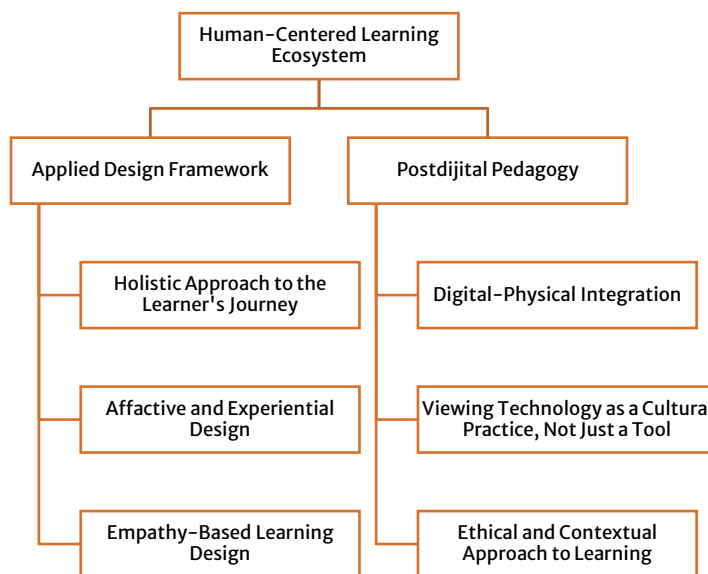 Human-Centered Learning
Ecosystem
Applied Design Framework
Postdijital Pedagogy
Holistic Approach to the
Learner's Journey
Digital-Physical Integration
Affactive and Experiential
Design
Viewing Technology as a Cultura
Practice, Not Just a Tool
Empathy-Based Learning
Design
Ethical and Contextual
Approach to Learning